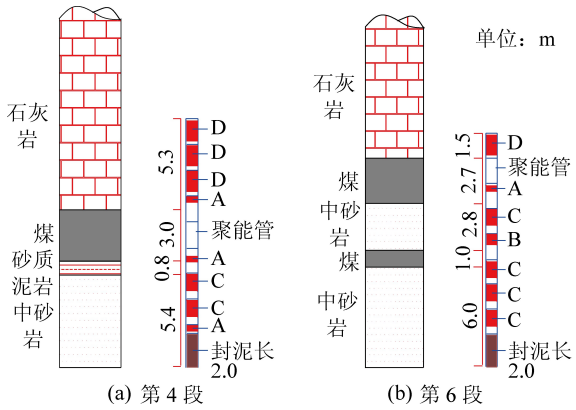 单位：m
石灰
岩
煤
砂质
泥岩
中砂
岩
5.3
3.0
0.8
5.4
D
D
D
A
聚能管
A
C
C
A
封泥长
2.0
(a) 第4段
石灰
岩
煤
中砂
岩
煤
中砂
岩
1.5
2.7
2.8
1.0
6.0
D
聚能管
A
C
B
C
C
C
封泥长
2.0
(b) 第6段